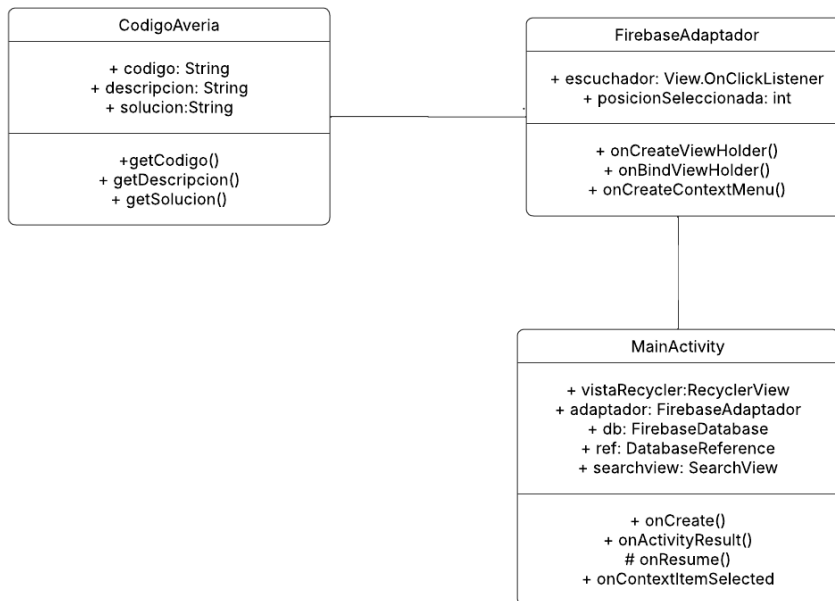 CodigoAveria
+ codigo: String
+ descripcion: String
+ solucion:String
+getCodigo()
+ getDescripcion()
+ getSolucion()
FirebaseAdaptador
+ escuchador: View.OnClickListener
+ posicionSeleccionada: int
+ onCreateViewHolder()
+ onBindViewHolder()
+ onCreateContextMenu()
MainActivity
+ vistaRecycler:RecyclerView
+ adaptador: FirebaseAdaptador
+ db: FirebaseDatabase
+ ref: DatabaseReference
+ searchview: SearchView
+ onCreate()
+ onActivityResult()
# onResume()
+ onContextItemSelected